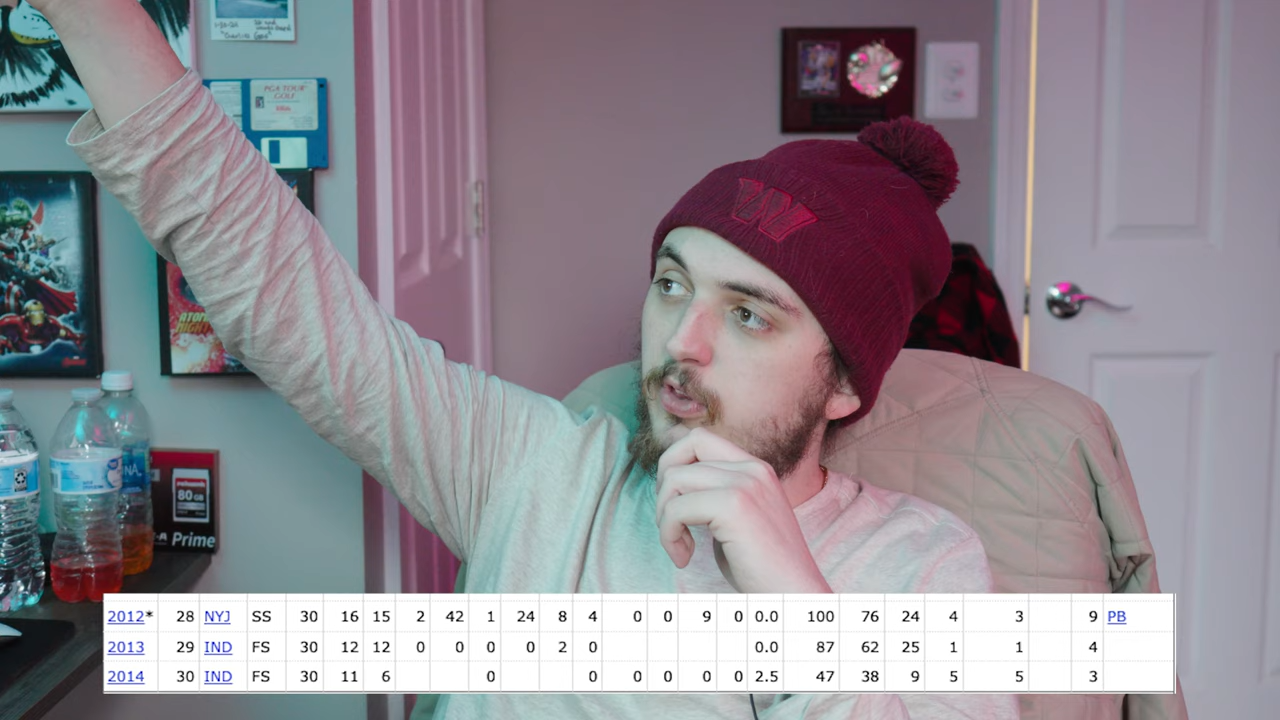 "Charlie Goo"
PGA TOUR
GOLF
ATOMIC
80 GB
Prime
W
2012* 28 NYJ SS 30 16 15 2 42 1 24 8 4 0 0 9 0 0.0 100 76 24 4 3 9 PB
2013 29 IND FS 30 12 12 0 0 0 0 2 0 0.0 87 62 25 1 1 4
2014 30 IND FS 30 11 6 0 0 0 0 0 0 2.5 47 38 9 5 5 3